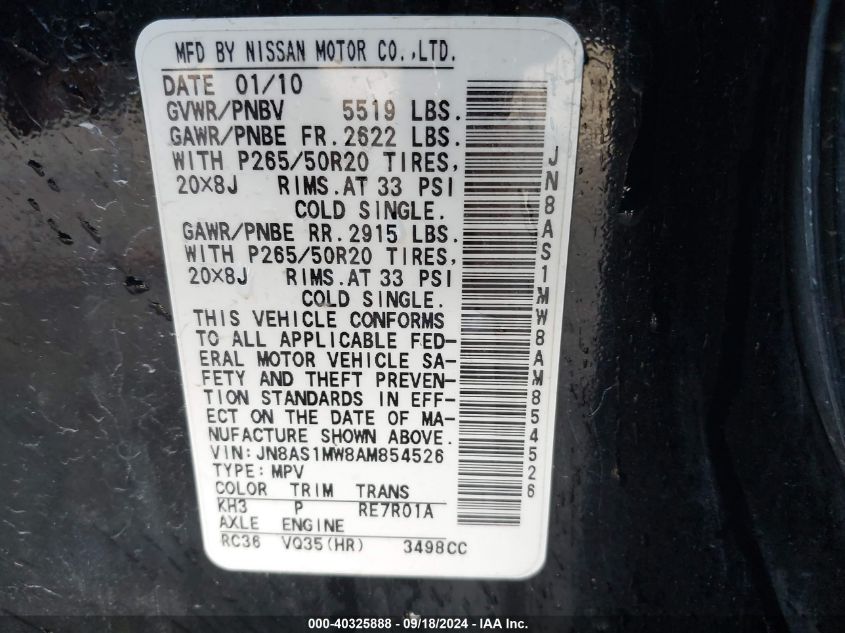 MFD BY NISSAN MOTOR CO.,LTD.
DATE 01/10
GVWR/PNBV 5519 LBS.
GAWR/PNBE FR.2622 LBS.
WITH P265/50R20 TIRES,
20X8J RIMS.AT 33 PSI
COLD SINGLE.
GAWR/PNBE RR.2915 LBS.
WITH P265/50R20 TIRES,
20X8J RIMS.AT 33 PSI
COLD SINGLE.
THIS VEHICLE CONFORMS
TO ALL APPLICABLE FED-
ERAL MOTOR VEHICLE SA-
FETY AND THEFT PREVEN-
TION STANDARDS IN EFF-
ECT ON THE DATE OF MA-
NUFACTURE SHOWN ABOVE.
VIN:JN8AS1MW8AM854526
TYPE:MPV
COLOR TRIM TRANS
KH3 P RE7R01A
AXLE ENGINE
RC36 VQ35(HR) 3498CC
JN8AS1MW8AM854526
000-40325888 - 09/18/2024 - IAA Inc.